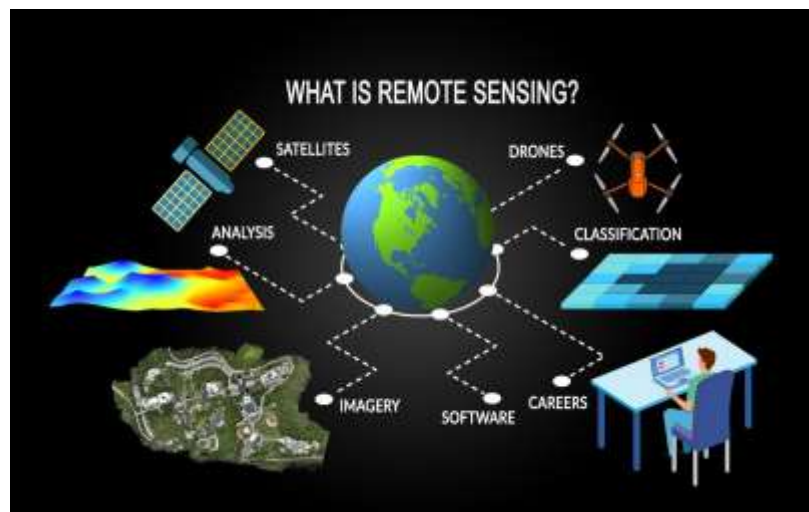 WHAT IS REMOTE SENSING?
SATELLITES
DRONES
ANALYSIS
CLASSIFICATION
IMAGERY
SOFTWARE
CAREERS